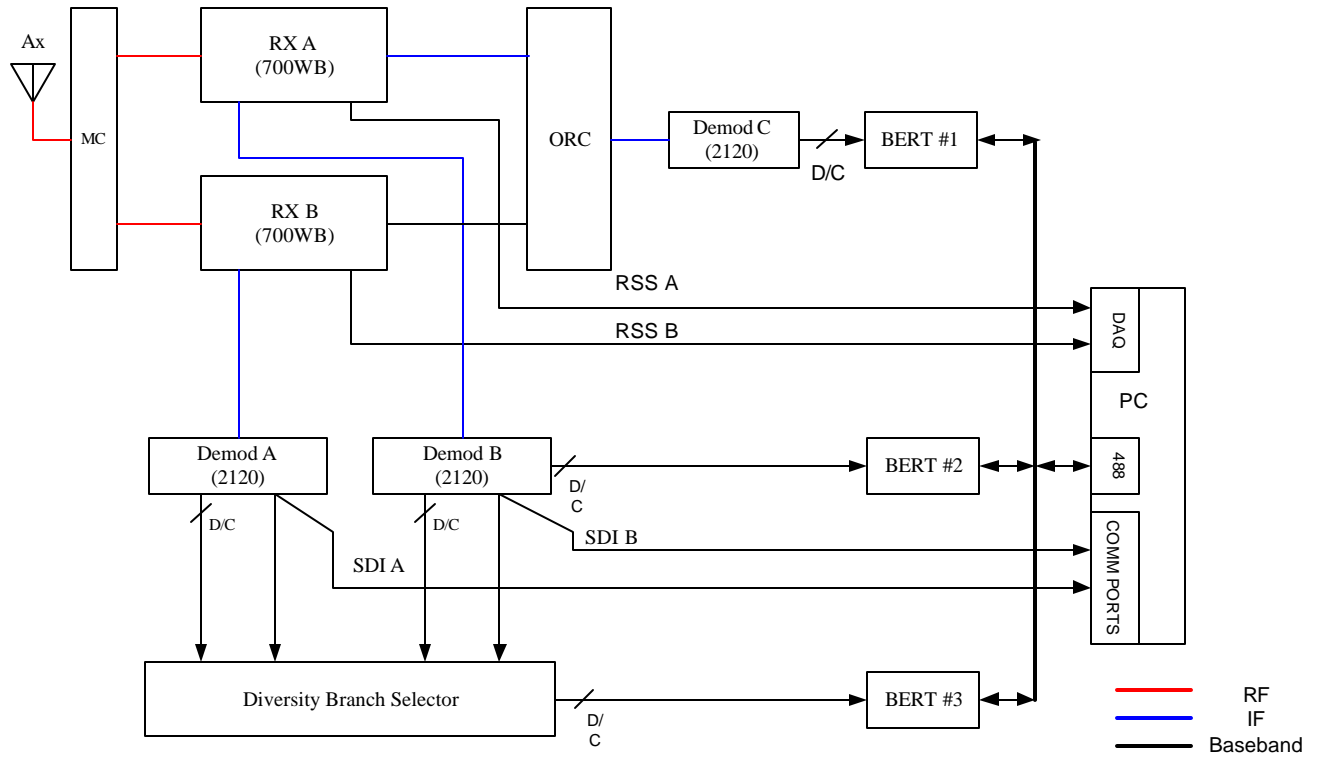 Ax
MC
RX A
(700WB)
ORC
Demod C
(2120)
D/C
BERT #1
RX B
(700WB)
RSS A
RSS B
DAQ
PC
Demod A
(2120)
Demod B
(2120)
D/
C
BERT #2
488
D/C
D/C
SDI A
SDI B
COMM PORTS
Diversity Branch Selector
D/
C
BERT #3
RF
IF
Baseband